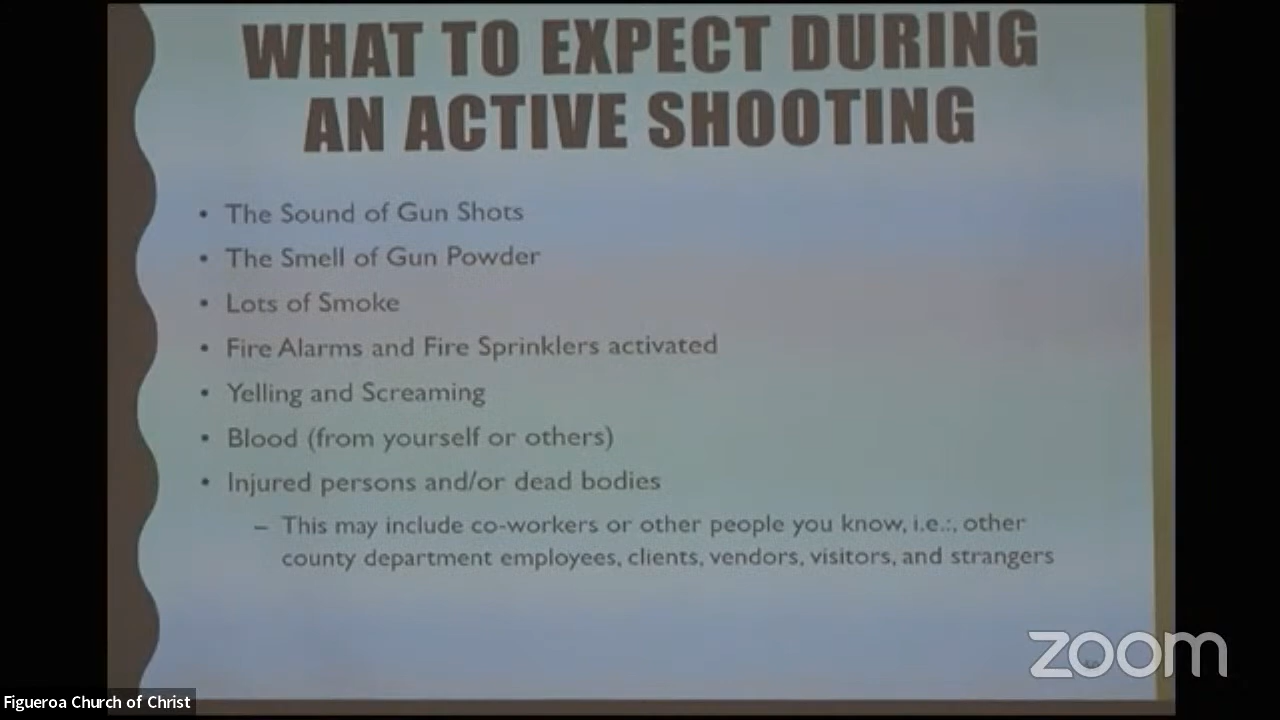 WHAT TO EXPECT DURING
AN ACTIVE SHOOTING
• The Sound of Gun Shots
• The Smell of Gun Powder
• Lots of Smoke
• Fire Alarms and Fire Sprinklers activated
• Yelling and Screaming
• Blood (from yourself or others)
• Injured persons and/or dead bodies
– This may include co-workers or other people you know, i.e.:, other
county department employees, clients, vendors, visitors, and strangers
zoom
Figueroa Church of Christ